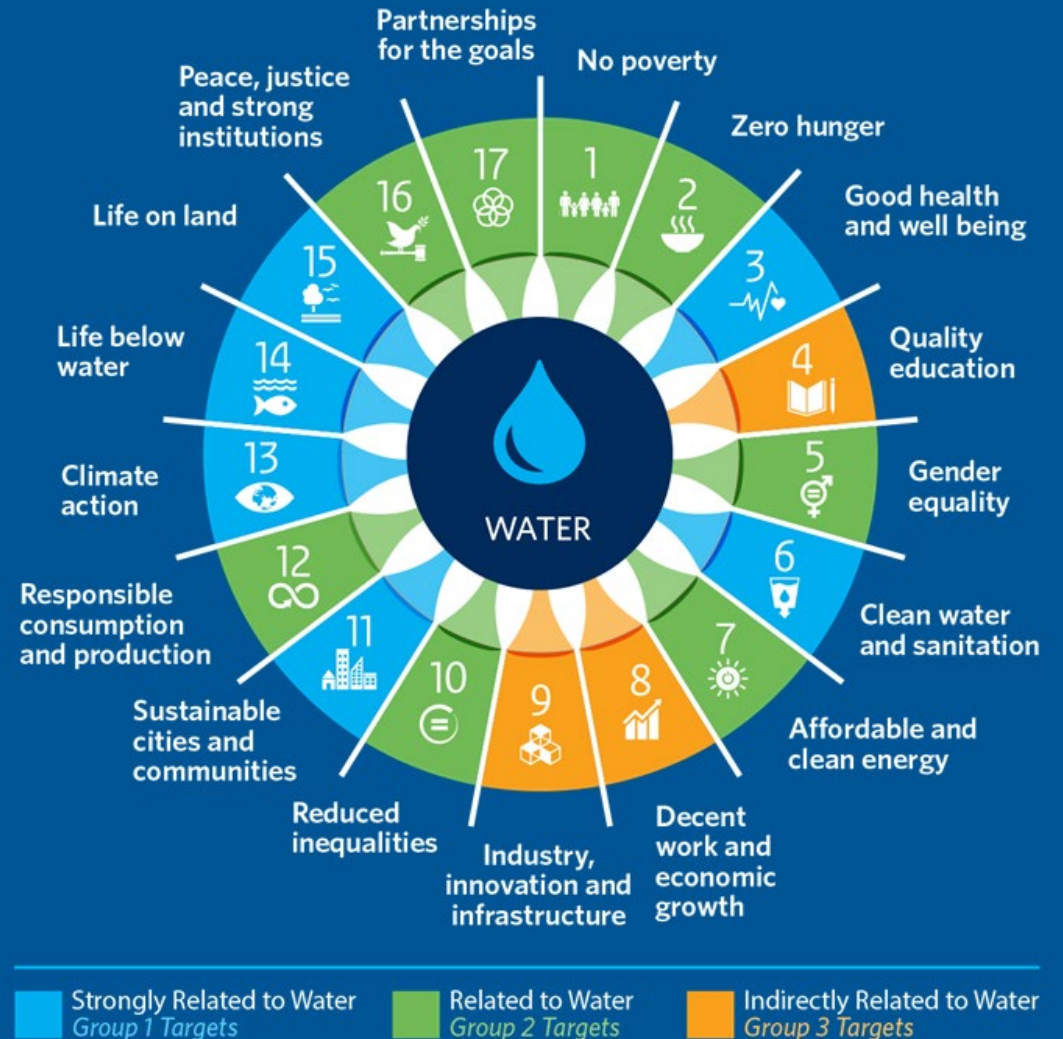 Partnerships
for the goals
No poverty
Peace, justice
and strong
institutions
Zero hunger
Good health
and well being
Life on land
Life below
water
Quality
education
Climate
action
Gender
equality
Responsible
consumption
and production
Clean water
and sanitation
Sustainable
cities and
communities
Affordable and
clean energy
Reduced
inequalities
Industry,
innovation and
infrastructure
Decent
work and
economic
growth
1
2
3
4
5
6
7
8
9
10
11
12
13
14
15
16
17
WATER
Strongly Related to Water
Group 1 Targets
Related to Water
Group 2 Targets
Indirectly Related to Water
Group 3 Targets